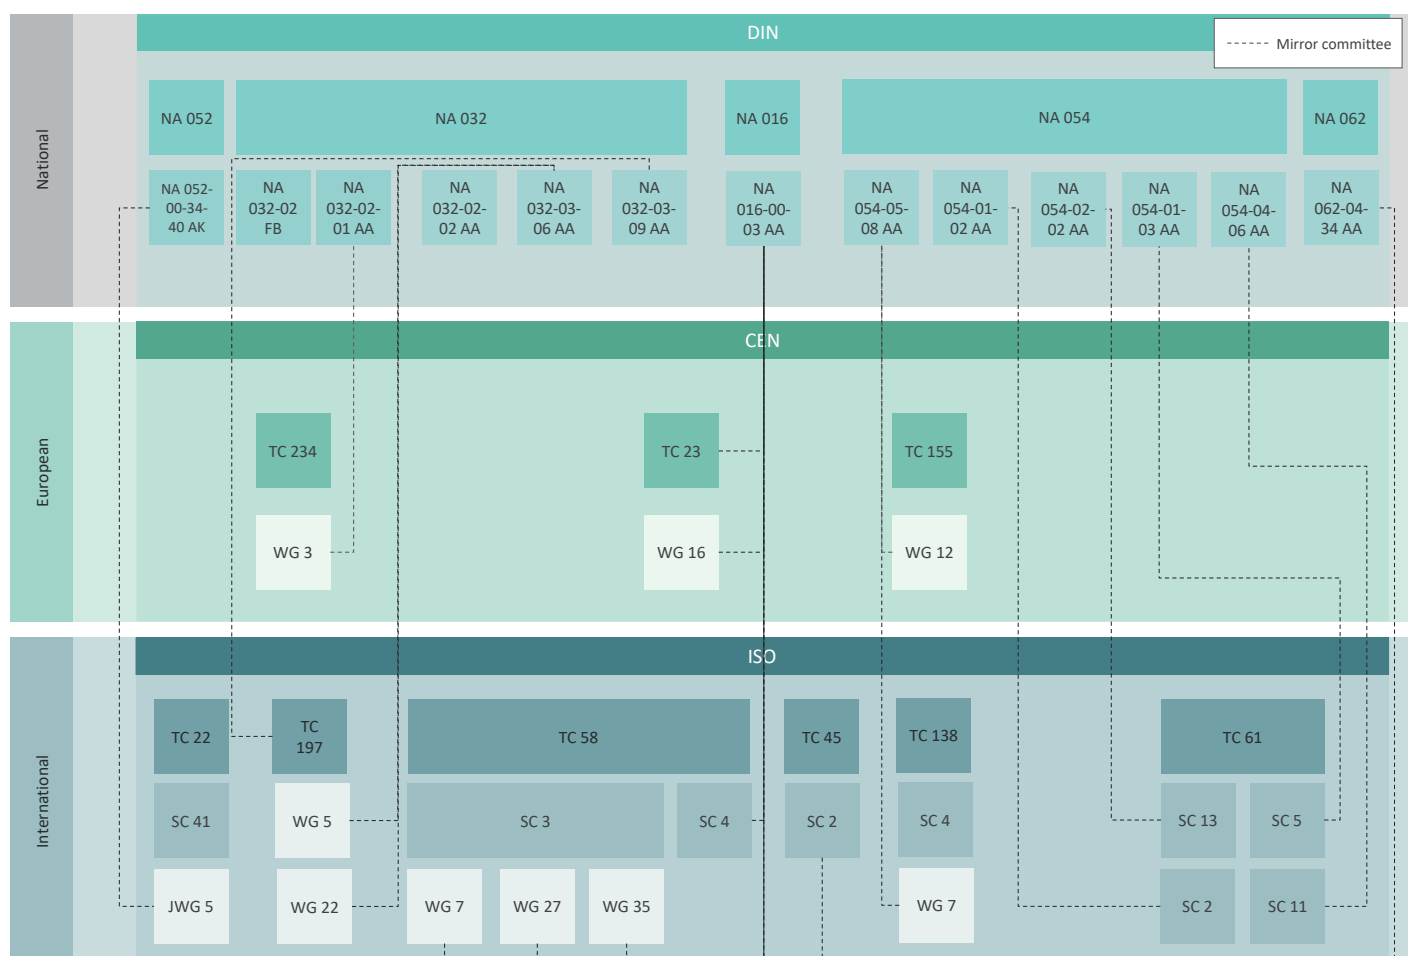 DIN
Mirror committee
National
NA 052
NA 032
NA 016
NA 054
NA 062
NA 052-
00-34-
40 AK
NA
032-02
FB
NA
032-02-
01 AA
NA
032-02-
02 AA
NA
032-03-
06 AA
NA
032-03-
09 AA
NA
016-00-
03 AA
NA
054-05-
08 AA
NA
054-01-
02 AA
NA
054-02-
02 AA
NA
054-01-
03 AA
NA
054-04-
06 AA
NA
062-04-
34 AA
European
CEN
TC 234
TC 23
TC 155
WG 3
WG 16
WG 12
International
ISO
TC 22
TC
197
TC 58
TC 45
TC 138
TC 61
SC 41
WG 5
SC 3
SC 4
SC 2
SC 4
SC 13
SC 5
JWG 5
WG 22
WG 7
WG 27
WG 35
WG 7
SC 2
SC 11